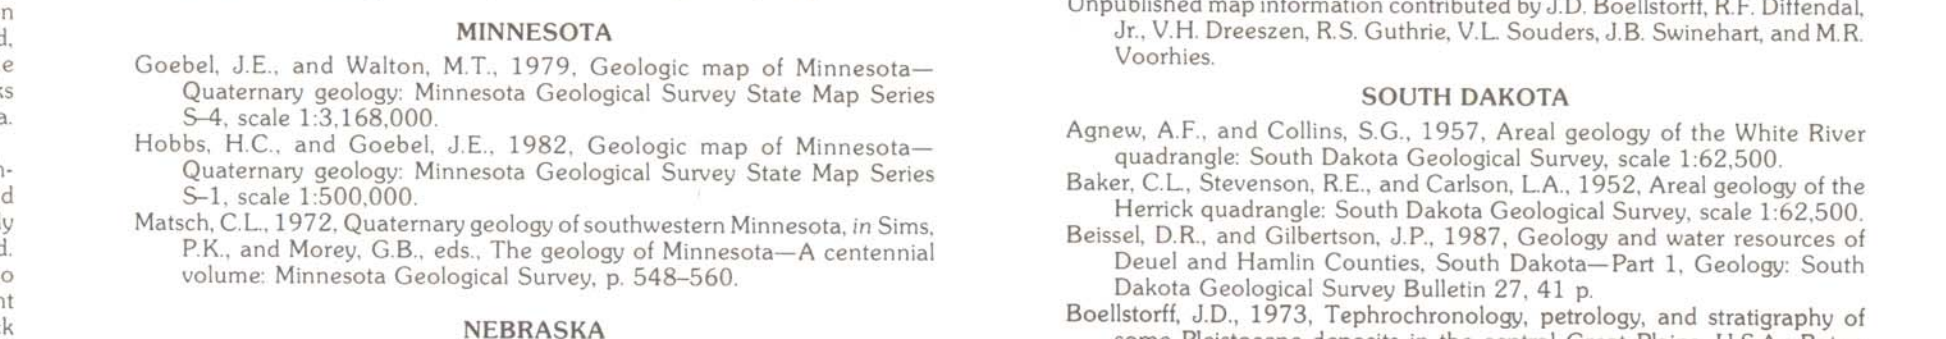 MINNESOTA
Goebel, J.E., and Walton, M.T., 1979, Geologic map of Minnesota—
Quaternary geology: Minnesota Geological Survey State Map Series
S–4, scale 1:3,168,000.
Hobbs, H.C., and Goebel, J.E., 1982, Geologic map of Minnesota—
Quaternary geology: Minnesota Geological Survey State Map Series
S–1, scale 1:500,000.
Matsch, C.L., 1972, Quaternary geology of southwestern Minnesota, in Sims,
P.K., and Morey, G.B., eds., The geology of Minnesota—A centennial
volume: Minnesota Geological Survey, p. 548–560.
NEBRASKA
Unpublished map information contributed by J.D. Boellstorff, R.F. Diffendal,
Jr., V.H. Dreeszen, R.S. Guthrie, V.L. Souders, J.B. Swinehart, and M.R.
Voorhies.
SOUTH DAKOTA
Agnew, A.F., and Collins, S.G., 1957, Areal geology of the White River
quadrangle: South Dakota Geological Survey, scale 1:62,500.
Baker, C.L., Stevenson, R.E., and Carlson, L.A., 1952, Areal geology of the
Herrick quadrangle: South Dakota Geological Survey, scale 1:62,500.
Beissel, D.R., and Gilbertson, J.P., 1987, Geology and water resources of
Deuel and Hamlin Counties, South Dakota—Part 1, Geology: South
Dakota Geological Survey Bulletin 27, 41 p.
Boellstorff, J.D., 1973, Tephrochronology, petrology, and stratigraphy of
some Pleistocene deposits in the central Great Plains, U.S.A.: